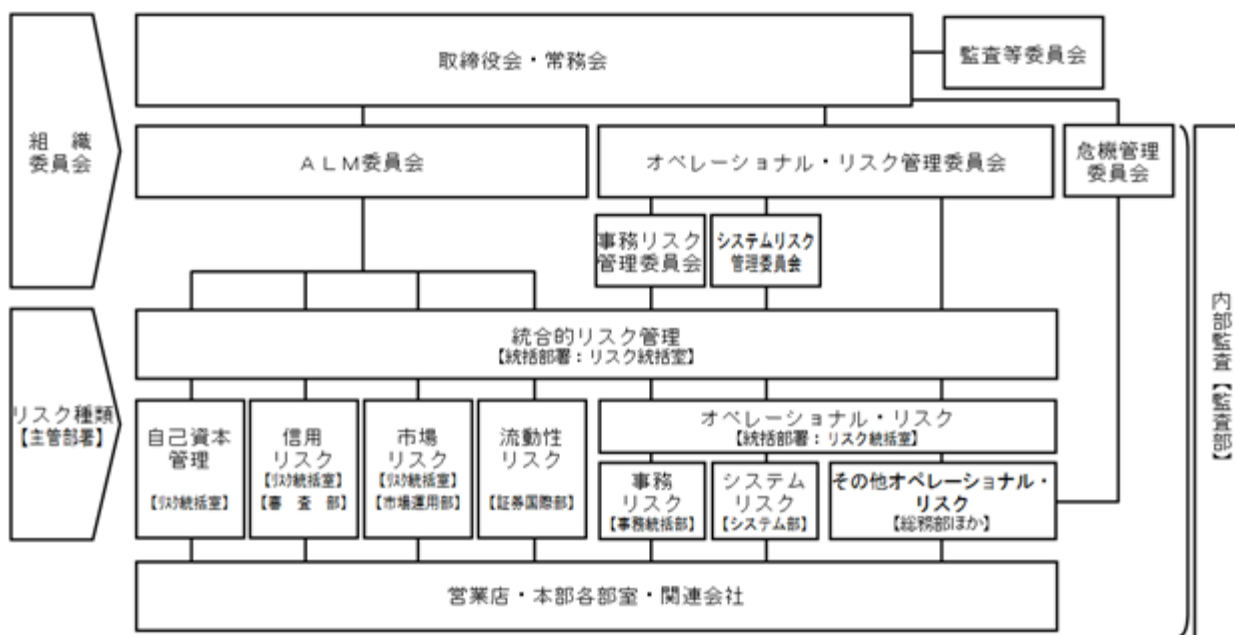 取締役会・常務会
監査等委員会
組 織
委員会
ALM委員会
オペレーショナル・リスク管理委員会
危機管理
委員会
事務リスク
管理委員会
システムリスク
管理委員会
統合的リスク管理
【統括部署：リスク統括室】
リスク種類
【主管部署】
自己資本
管理
【リスク統括室】
信用
リスク
【リスク統括室】
【審 査 部】
市場
リスク
【リスク統括室】
【市場運用部】
流動性
リスク
【証券国際部】
オペレーショナル・リスク
【統括部署：リスク統括室】
事務
リスク
【事務統括部】
システム
リスク
【システム部】
その他オペレーショナル・
リスク
【総務部ほか】
営業店・本部各部室・関連会社
内部監査【監査部】